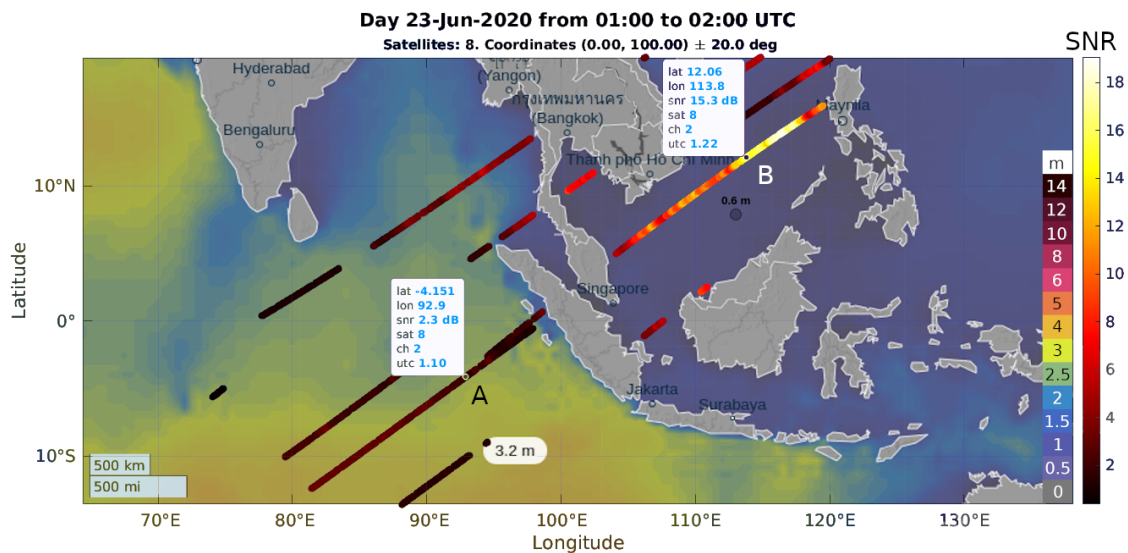 Day 23-Jun-2020 from 01:00 to 02:00 UTC
Satellites: 8. Coordinates (0.00, 100.00) ± 20.0 deg
SNR
Hyderabad
(Yangon)
กรุงเทพมหานคร
(Bangkok)
Bengaluru
Thành phố Hồ Chí Minh
lat 12.06
lon 113.8
snr 15.3 dB
sat 8
ch 2
utc 1.22
B
0.6 m
Singapore
lat -4.151
lon 92.9
snr 2.3 dB
sat 8
ch 2
utc 1.10
A
Jakarta
Surabaya
3.2 m
500 km
500 mi
10°N
0°
10°S
Latitude
70°E
80°E
90°E
100°E
110°E
120°E
130°E
Longitude
m
14
12
10
8
6
5
4
3
2.5
2
1.5
1
0.5
0
18
16
14
12
10
8
6
4
2